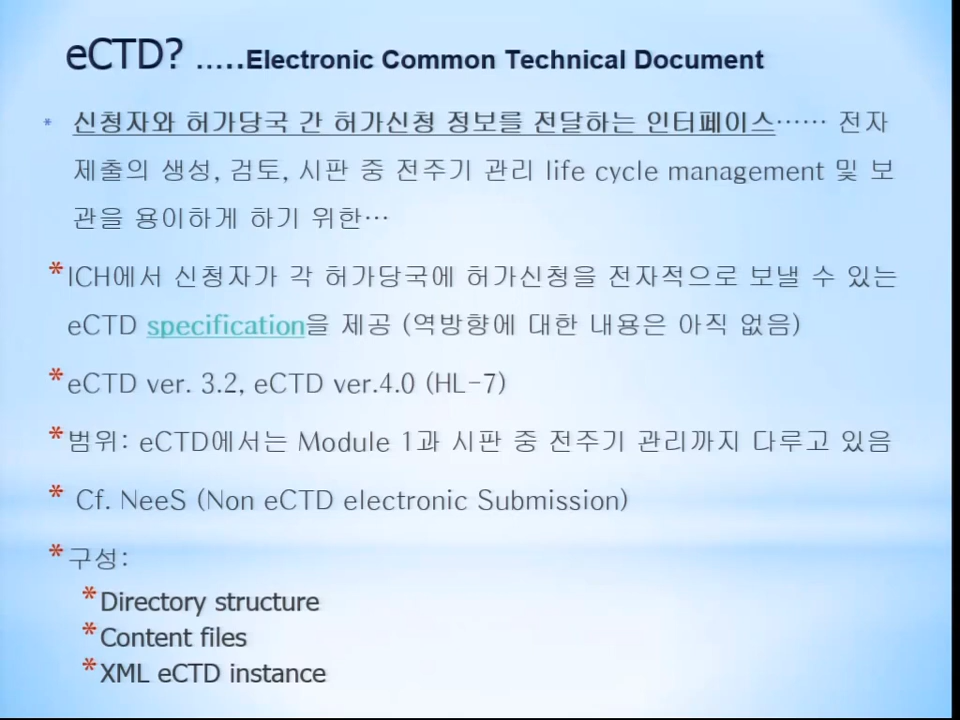 eCTD? .....Electronic Common Technical Document
* 신청자와 허가당국 간 허가신청 정보를 전달하는 인터페이스…… 전자
제출의 생성, 검토, 시판 중 전주기 관리 life cycle management 및 보
관을 용이하게 하기 위한…
*ICH에서 신청자가 각 허가당국에 허가신청을 전자적으로 보낼 수 있는
eCTD specification을 제공 (역방향에 대한 내용은 아직 없음)
*eCTD ver. 3.2, eCTD ver.4.0 (HL-7)
*범위: eCTD에서는 Module 1과 시판 중 전주기 관리까지 다루고 있음
* Cf. NeeS (Non eCTD electronic Submission)
*구성:
*Directory structure
*Content files
*XML eCTD instance